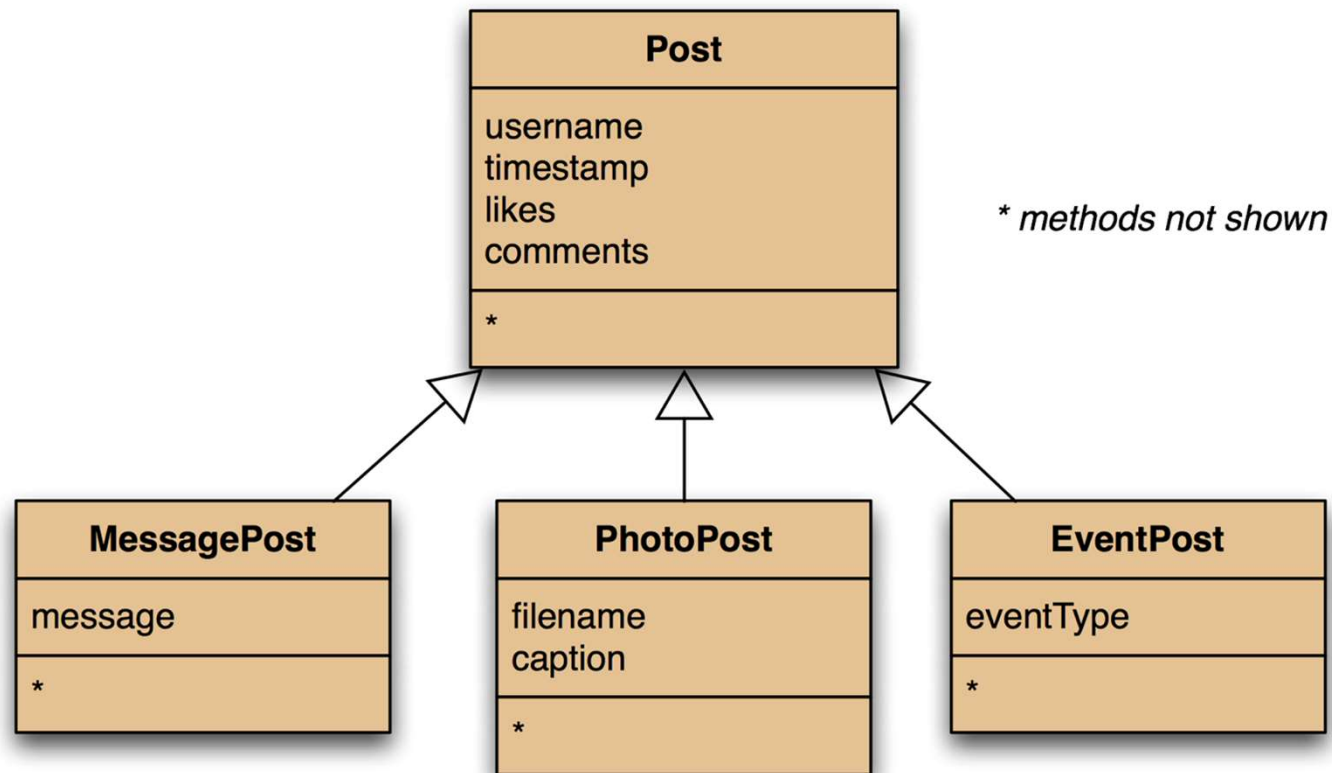 Post
username
timestamp
likes
comments
*
* methods not shown
MessagePost
message
*
PhotoPost
filename
caption
*
EventPost
eventType
*